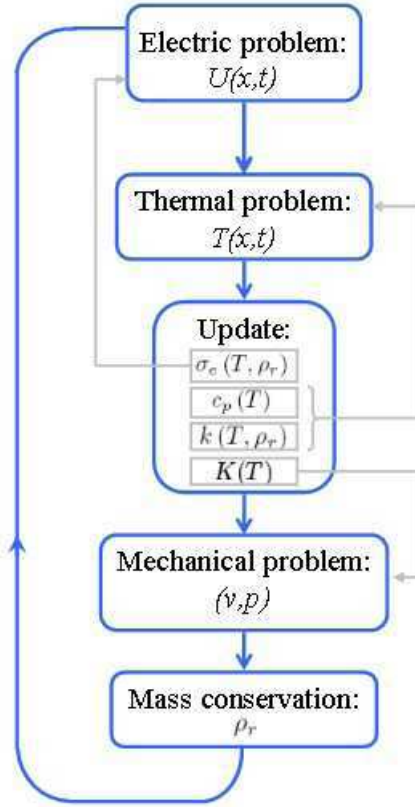 Electric problem:
U(x,t)
Thermal problem:
T(x,t)
Update:
σₑ (T, ρᵣ)
cₚ (T)
k (T, ρᵣ)
K(T)
Mechanical problem:
(v,p)
Mass conservation:
ρᵣ